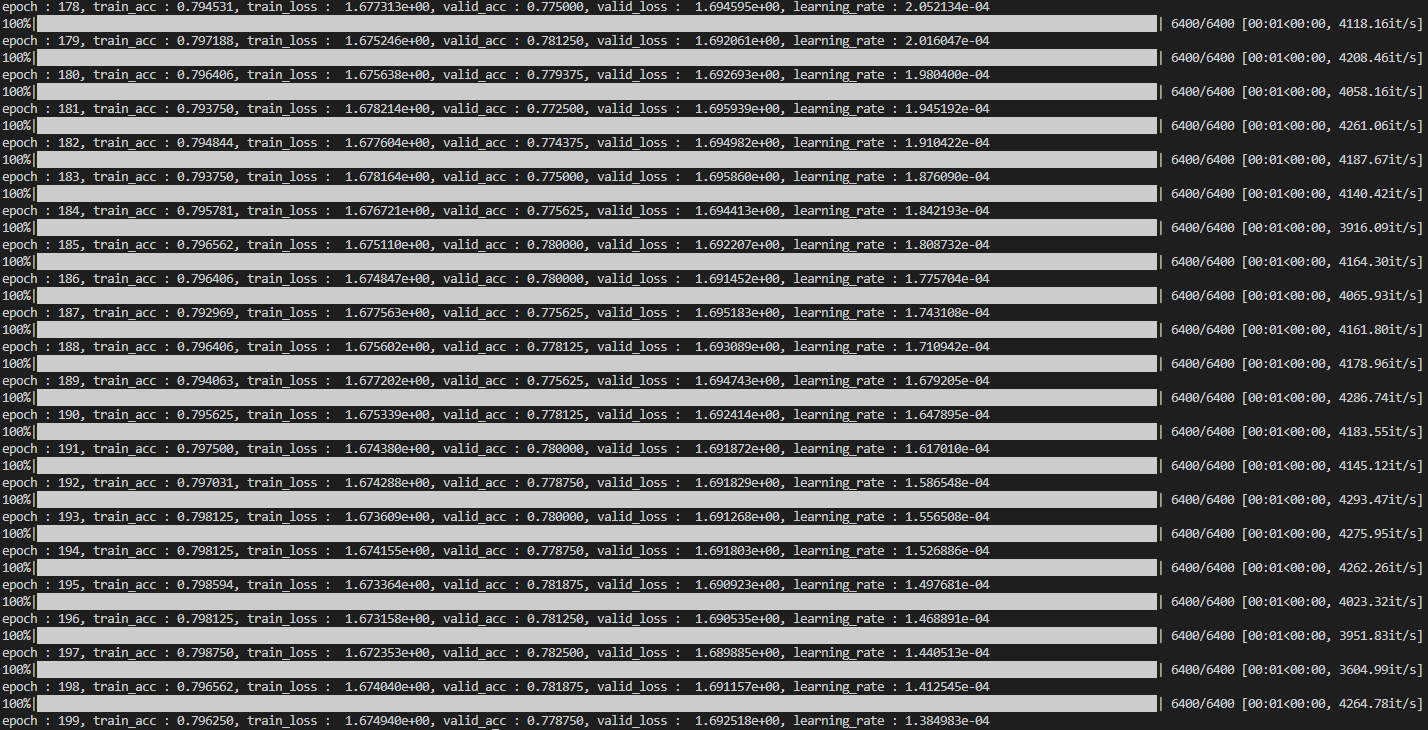 epoch : 178, train_acc : 0.794531, train_loss :  1.677313e+00, valid_acc : 0.775000, valid_loss :  1.694595e+00, learning_rate : 2.052134e-04
100%| | 6400/6400 [00:01<00:00, 4118.16it/s]
epoch : 179, train_acc : 0.797188, train_loss :  1.675246e+00, valid_acc : 0.781250, valid_loss :  1.692061e+00, learning_rate : 2.016047e-04
100%| | 6400/6400 [00:01<00:00, 4208.46it/s]
epoch : 180, train_acc : 0.796406, train_loss :  1.675638e+00, valid_acc : 0.779375, valid_loss :  1.692693e+00, learning_rate : 1.980400e-04
100%| | 6400/6400 [00:01<00:00, 4058.16it/s]
epoch : 181, train_acc : 0.793750, train_loss :  1.678214e+00, valid_acc : 0.772500, valid_loss :  1.695939e+00, learning_rate : 1.945192e-04
100%| | 6400/6400 [00:01<00:00, 4261.06it/s]
epoch : 182, train_acc : 0.794844, train_loss :  1.677604e+00, valid_acc : 0.774375, valid_loss :  1.694982e+00, learning_rate : 1.910422e-04
100%| | 6400/6400 [00:01<00:00, 4187.67it/s]
epoch : 183, train_acc : 0.793750, train_loss :  1.678164e+00, valid_acc : 0.775000, valid_loss :  1.695860e+00, learning_rate : 1.876090e-04
100%| | 6400/6400 [00:01<00:00, 4140.42it/s]
epoch : 184, train_acc : 0.795781, train_loss :  1.676721e+00, valid_acc : 0.775625, valid_loss :  1.694413e+00, learning_rate : 1.842193e-04
100%| | 6400/6400 [00:01<00:00, 3916.09it/s]
epoch : 185, train_acc : 0.796562, train_loss :  1.675110e+00, valid_acc : 0.780000, valid_loss :  1.692207e+00, learning_rate : 1.808732e-04
100%| | 6400/6400 [00:01<00:00, 4164.30it/s]
epoch : 186, train_acc : 0.796406, train_loss :  1.674847e+00, valid_acc : 0.780000, valid_loss :  1.691452e+00, learning_rate : 1.775704e-04
100%| | 6400/6400 [00:01<00:00, 4065.93it/s]
epoch : 187, train_acc : 0.792969, train_loss :  1.677563e+00, valid_acc : 0.775625, valid_loss :  1.695183e+00, learning_rate : 1.743108e-04
100%| | 6400/6400 [00:01<00:00, 4161.80it/s]
epoch : 188, train_acc : 0.796406, train_loss :  1.675602e+00, valid_acc : 0.778125, valid_loss :  1.693089e+00, learning_rate : 1.710942e-04
100%| | 6400/6400 [00:01<00:00, 4178.96it/s]
epoch : 189, train_acc : 0.794063, train_loss :  1.677202e+00, valid_acc : 0.775625, valid_loss :  1.694743e+00, learning_rate : 1.679205e-04
100%| | 6400/6400 [00:01<00:00, 4286.74it/s]
epoch : 190, train_acc : 0.795625, train_loss :  1.675339e+00, valid_acc : 0.778125, valid_loss :  1.692414e+00, learning_rate : 1.647895e-04
100%| | 6400/6400 [00:01<00:00, 4183.55it/s]
epoch : 191, train_acc : 0.797500, train_loss :  1.674380e+00, valid_acc : 0.780000, valid_loss :  1.691872e+00, learning_rate : 1.617010e-04
100%| | 6400/6400 [00:01<00:00, 4145.12it/s]
epoch : 192, train_acc : 0.797031, train_loss :  1.674288e+00, valid_acc : 0.778750, valid_loss :  1.691829e+00, learning_rate : 1.586548e-04
100%| | 6400/6400 [00:01<00:00, 4293.47it/s]
epoch : 193, train_acc : 0.798125, train_loss :  1.673609e+00, valid_acc : 0.780000, valid_loss :  1.691268e+00, learning_rate : 1.556508e-04
100%| | 6400/6400 [00:01<00:00, 4275.95it/s]
epoch : 194, train_acc : 0.798125, train_loss :  1.674155e+00, valid_acc : 0.778750, valid_loss :  1.691803e+00, learning_rate : 1.526886e-04
100%| | 6400/6400 [00:01<00:00, 4262.26it/s]
epoch : 195, train_acc : 0.798594, train_loss :  1.673364e+00, valid_acc : 0.781875, valid_loss :  1.690923e+00, learning_rate : 1.497681e-04
100%| | 6400/6400 [00:01<00:00, 4023.32it/s]
epoch : 196, train_acc : 0.798125, train_loss :  1.673158e+00, valid_acc : 0.781250, valid_loss :  1.690535e+00, learning_rate : 1.468891e-04
100%| | 6400/6400 [00:01<00:00, 3951.83it/s]
epoch : 197, train_acc : 0.798750, train_loss :  1.672353e+00, valid_acc : 0.782500, valid_loss :  1.689885e+00, learning_rate : 1.440513e-04
100%| | 6400/6400 [00:01<00:00, 3604.99it/s]
epoch : 198, train_acc : 0.796562, train_loss :  1.674040e+00, valid_acc : 0.781875, valid_loss :  1.691157e+00, learning_rate : 1.412545e-04
100%| | 6400/6400 [00:01<00:00, 4264.78it/s]
epoch : 199, train_acc : 0.796250, train_loss :  1.674940e+00, valid_acc : 0.778750, valid_loss :  1.692518e+00, learning_rate : 1.384983e-04